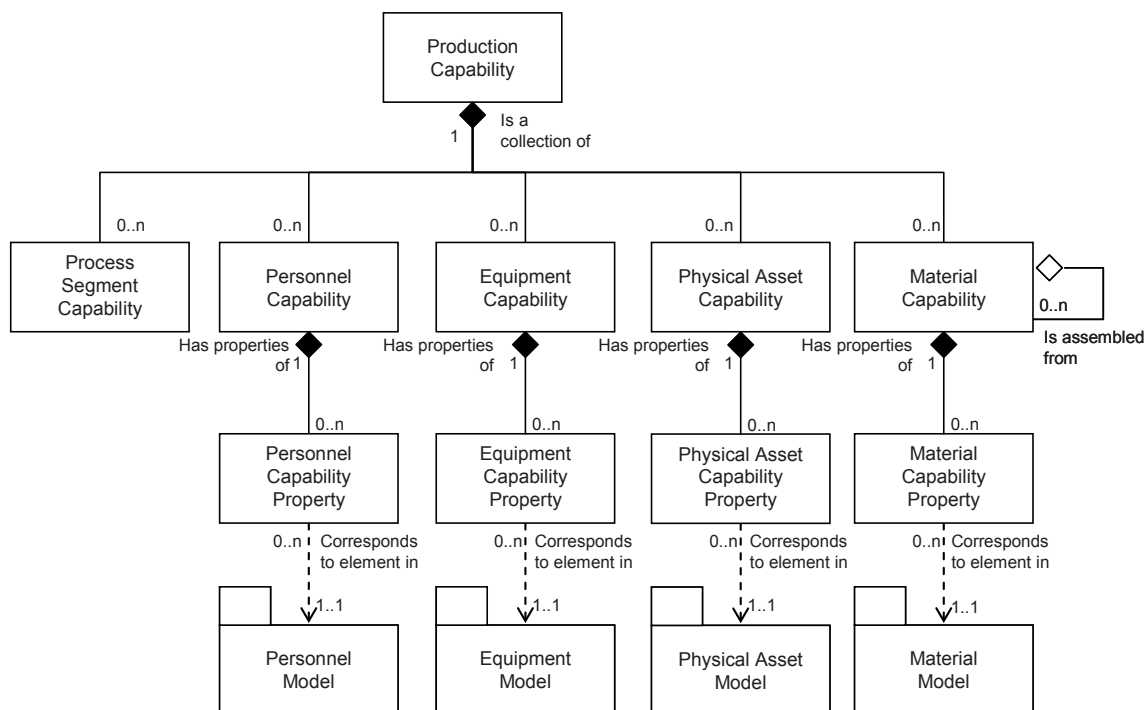 Production
Capability
Is a
collection of
1
0..n
0..n
0..n
0..n
0..n
Process
Segment
Capability
Personnel
Capability
Equipment
Capability
Physical Asset
Capability
Material
Capability
0..n
Is assembled
from
Has properties
of
1
Has properties
of
1
Has properties
of
1
Has properties
of
1
0..n
0..n
0..n
0..n
Personnel
Capability
Property
Equipment
Capability
Property
Physical Asset
Capability
Property
Material
Capability
Property
0..n
Corresponds
to element in
0..n
Corresponds
to element in
0..n
Corresponds
to element in
0..n
Corresponds
to element in
1..1
1..1
1..1
1..1
Personnel
Model
Equipment
Model
Physical Asset
Model
Material
Model